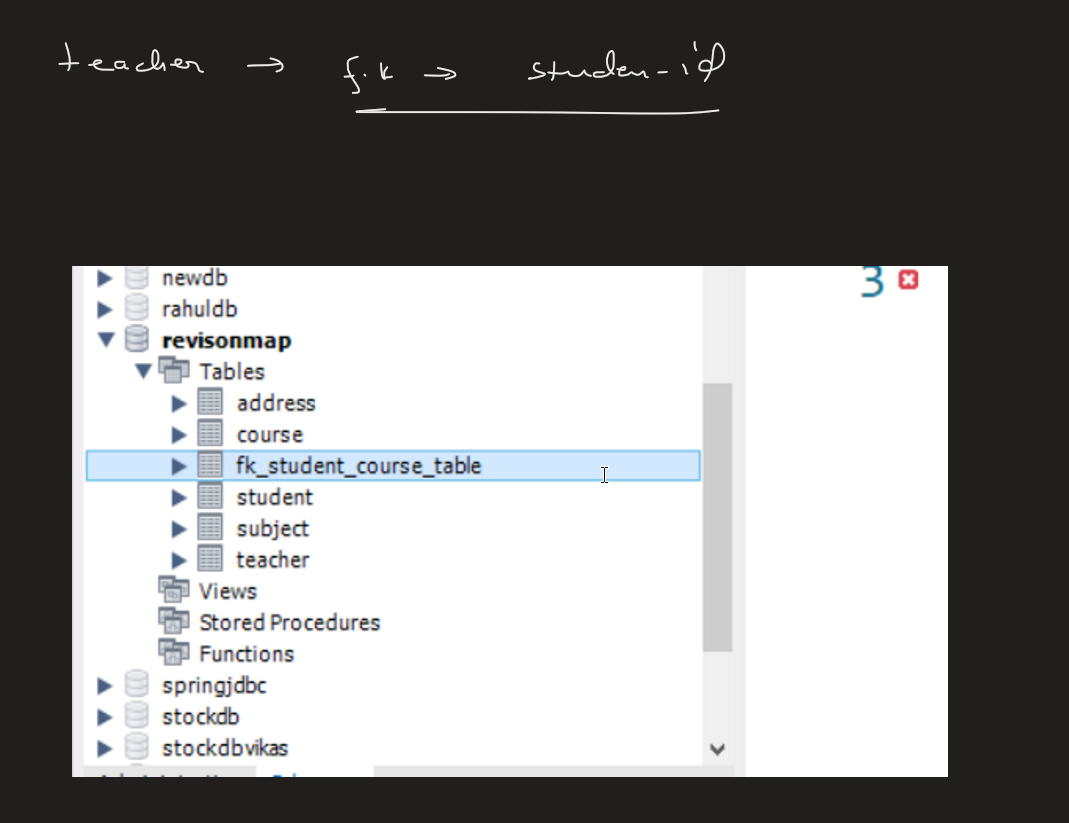 teacher → f.k → studen-id
newdb
3
rahuldb
revisonmap
Tables
address
course
fk_student_course_table
student
subject
teacher
Views
Stored Procedures
Functions
springjdbc
stockdb
stockdbvikas